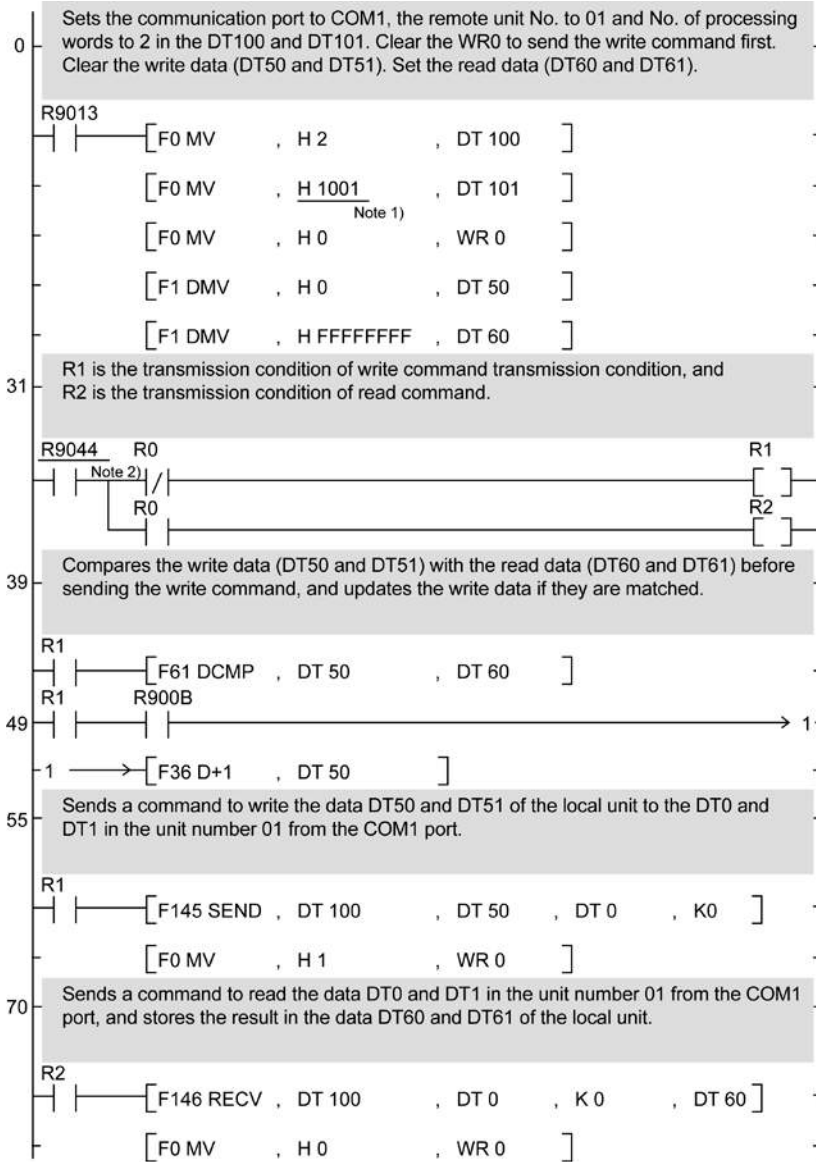 0
Sets the communication port to COM1, the remote unit No. to 01 and No. of processing
words to 2 in the DT100 and DT101. Clear the WR0 to send the write command first.
Clear the write data (DT50 and DT51). Set the read data (DT60 and DT61).
R9013
[F0 MV , H 2 , DT 100 ]
[F0 MV , H 1001 , DT 101 ]
Note 1)
[F0 MV , H 0 , WR 0 ]
[F1 DMV , H 0 , DT 50 ]
[F1 DMV , H FFFFFFFF , DT 60 ]
31
R1 is the transmission condition of write command transmission condition, and
R2 is the transmission condition of read command.
R9044 R0 R1
Note 2)
R0 R2
39
Compares the write data (DT50 and DT51) with the read data (DT60 and DT61) before
sending the write command, and updates the write data if they are matched.
R1
[F61 DCMP , DT 50 , DT 60 ]
R1 R900B
49 1
1 [F36 D+1 , DT 50 ]
55
Sends a command to write the data DT50 and DT51 of the local unit to the DT0 and
DT1 in the unit number 01 from the COM1 port.
R1
[F145 SEND , DT 100 , DT 50 , DT 0 , K0 ]
[F0 MV , H 1 , WR 0 ]
70
Sends a command to read the data DT0 and DT1 in the unit number 01 from the COM1
port, and stores the result in the data DT60 and DT61 of the local unit.
R2
[F146 RECV , DT 100 , DT 0 , K 0 , DT 60 ]
[F0 MV , H 0 , WR 0 ]